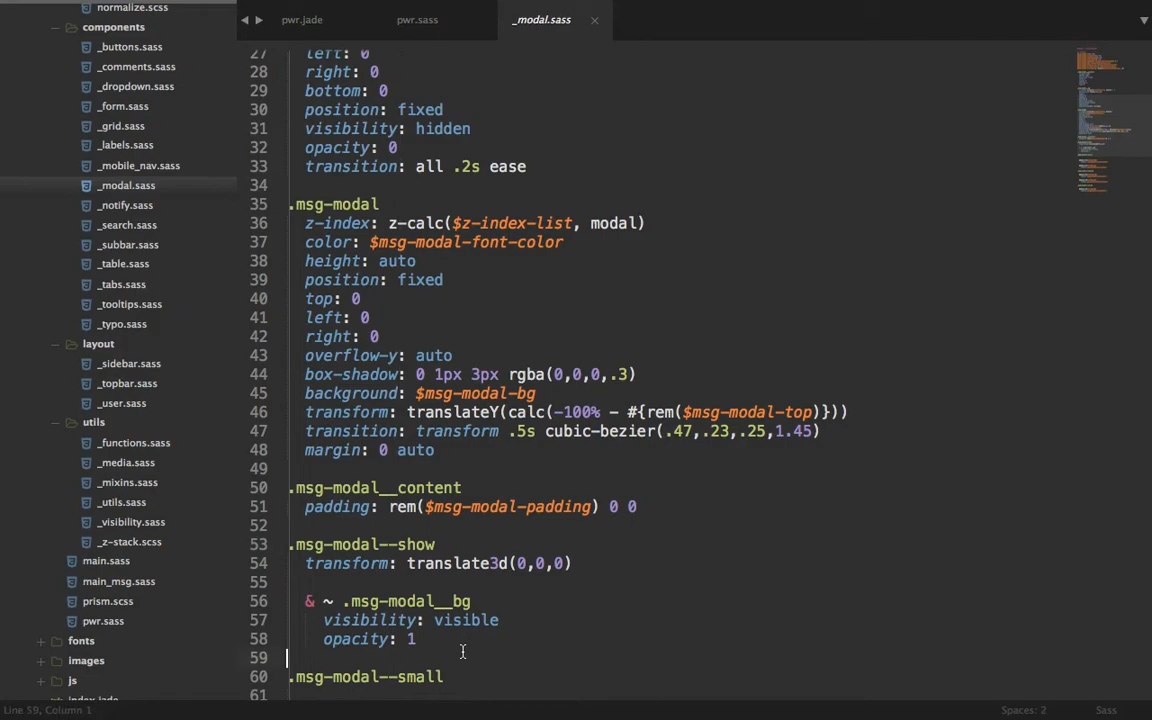 normalize.scss
components
_buttons.sass
_comments.sass
_dropdown.sass
_form.sass
_grid.sass
_labels.sass
_mobile_nav.sass
_modal.sass
_notify.sass
_search.sass
_subbar.sass
_table.sass
_tabs.sass
_tooltips.sass
_typo.sass
layout
_sidebar.sass
_topbar.sass
_user.sass
utils
_functions.sass
_media.sass
_mixins.sass
_utils.sass
_visibility.sass
_z-stack.scss
main.sass
main_msg.sass
prism.scss
pwr.sass
fonts
images
js
index.jade
pwr.jade
pwr.sass
_modal.sass
27 left: 0
28 right: 0
29 bottom: 0
30 position: fixed
31 visibility: hidden
32 opacity: 0
33 transition: all .2s ease
34
35 .msg-modal
36 z-index: z-calc($z-index-list, modal)
37 color: $msg-modal-font-color
38 height: auto
39 position: fixed
40 top: 0
41 left: 0
42 right: 0
43 overflow-y: auto
44 box-shadow: 0 1px 3px rgba(0,0,0,.3)
45 background: $msg-modal-bg
46 transform: translateY(calc(-100% - #{rem($msg-modal-top)}))
47 transition: transform .5s cubic-bezier(.47,.23,.25,1.45)
48 margin: 0 auto
49
50 .msg-modal__content
51 padding: rem($msg-modal-padding) 0 0
52
53 .msg-modal--show
54 transform: translate3d(0,0,0)
55
56 & ~ .msg-modal__bg
57 visibility: visible
58 opacity: 1
59
60 .msg-modal--small
61
Line 59, Column 1
Spaces: 2
Sass